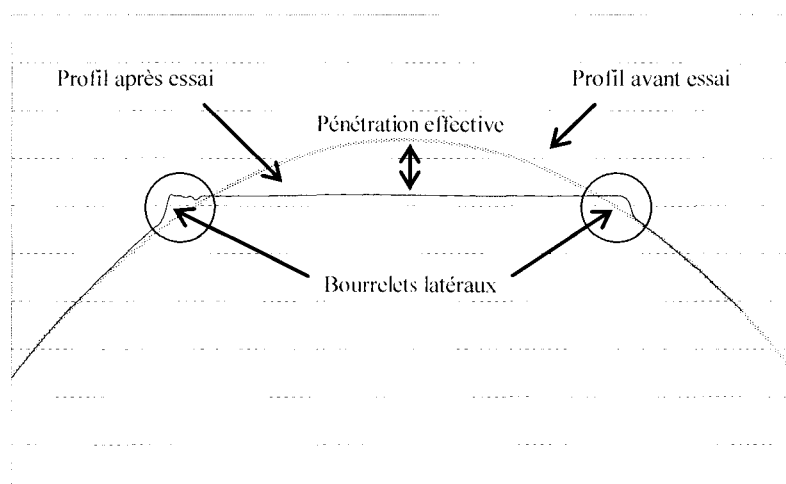 Profil après essai
Profil avant essai
Pénétration effective
Bourrelets latéraux